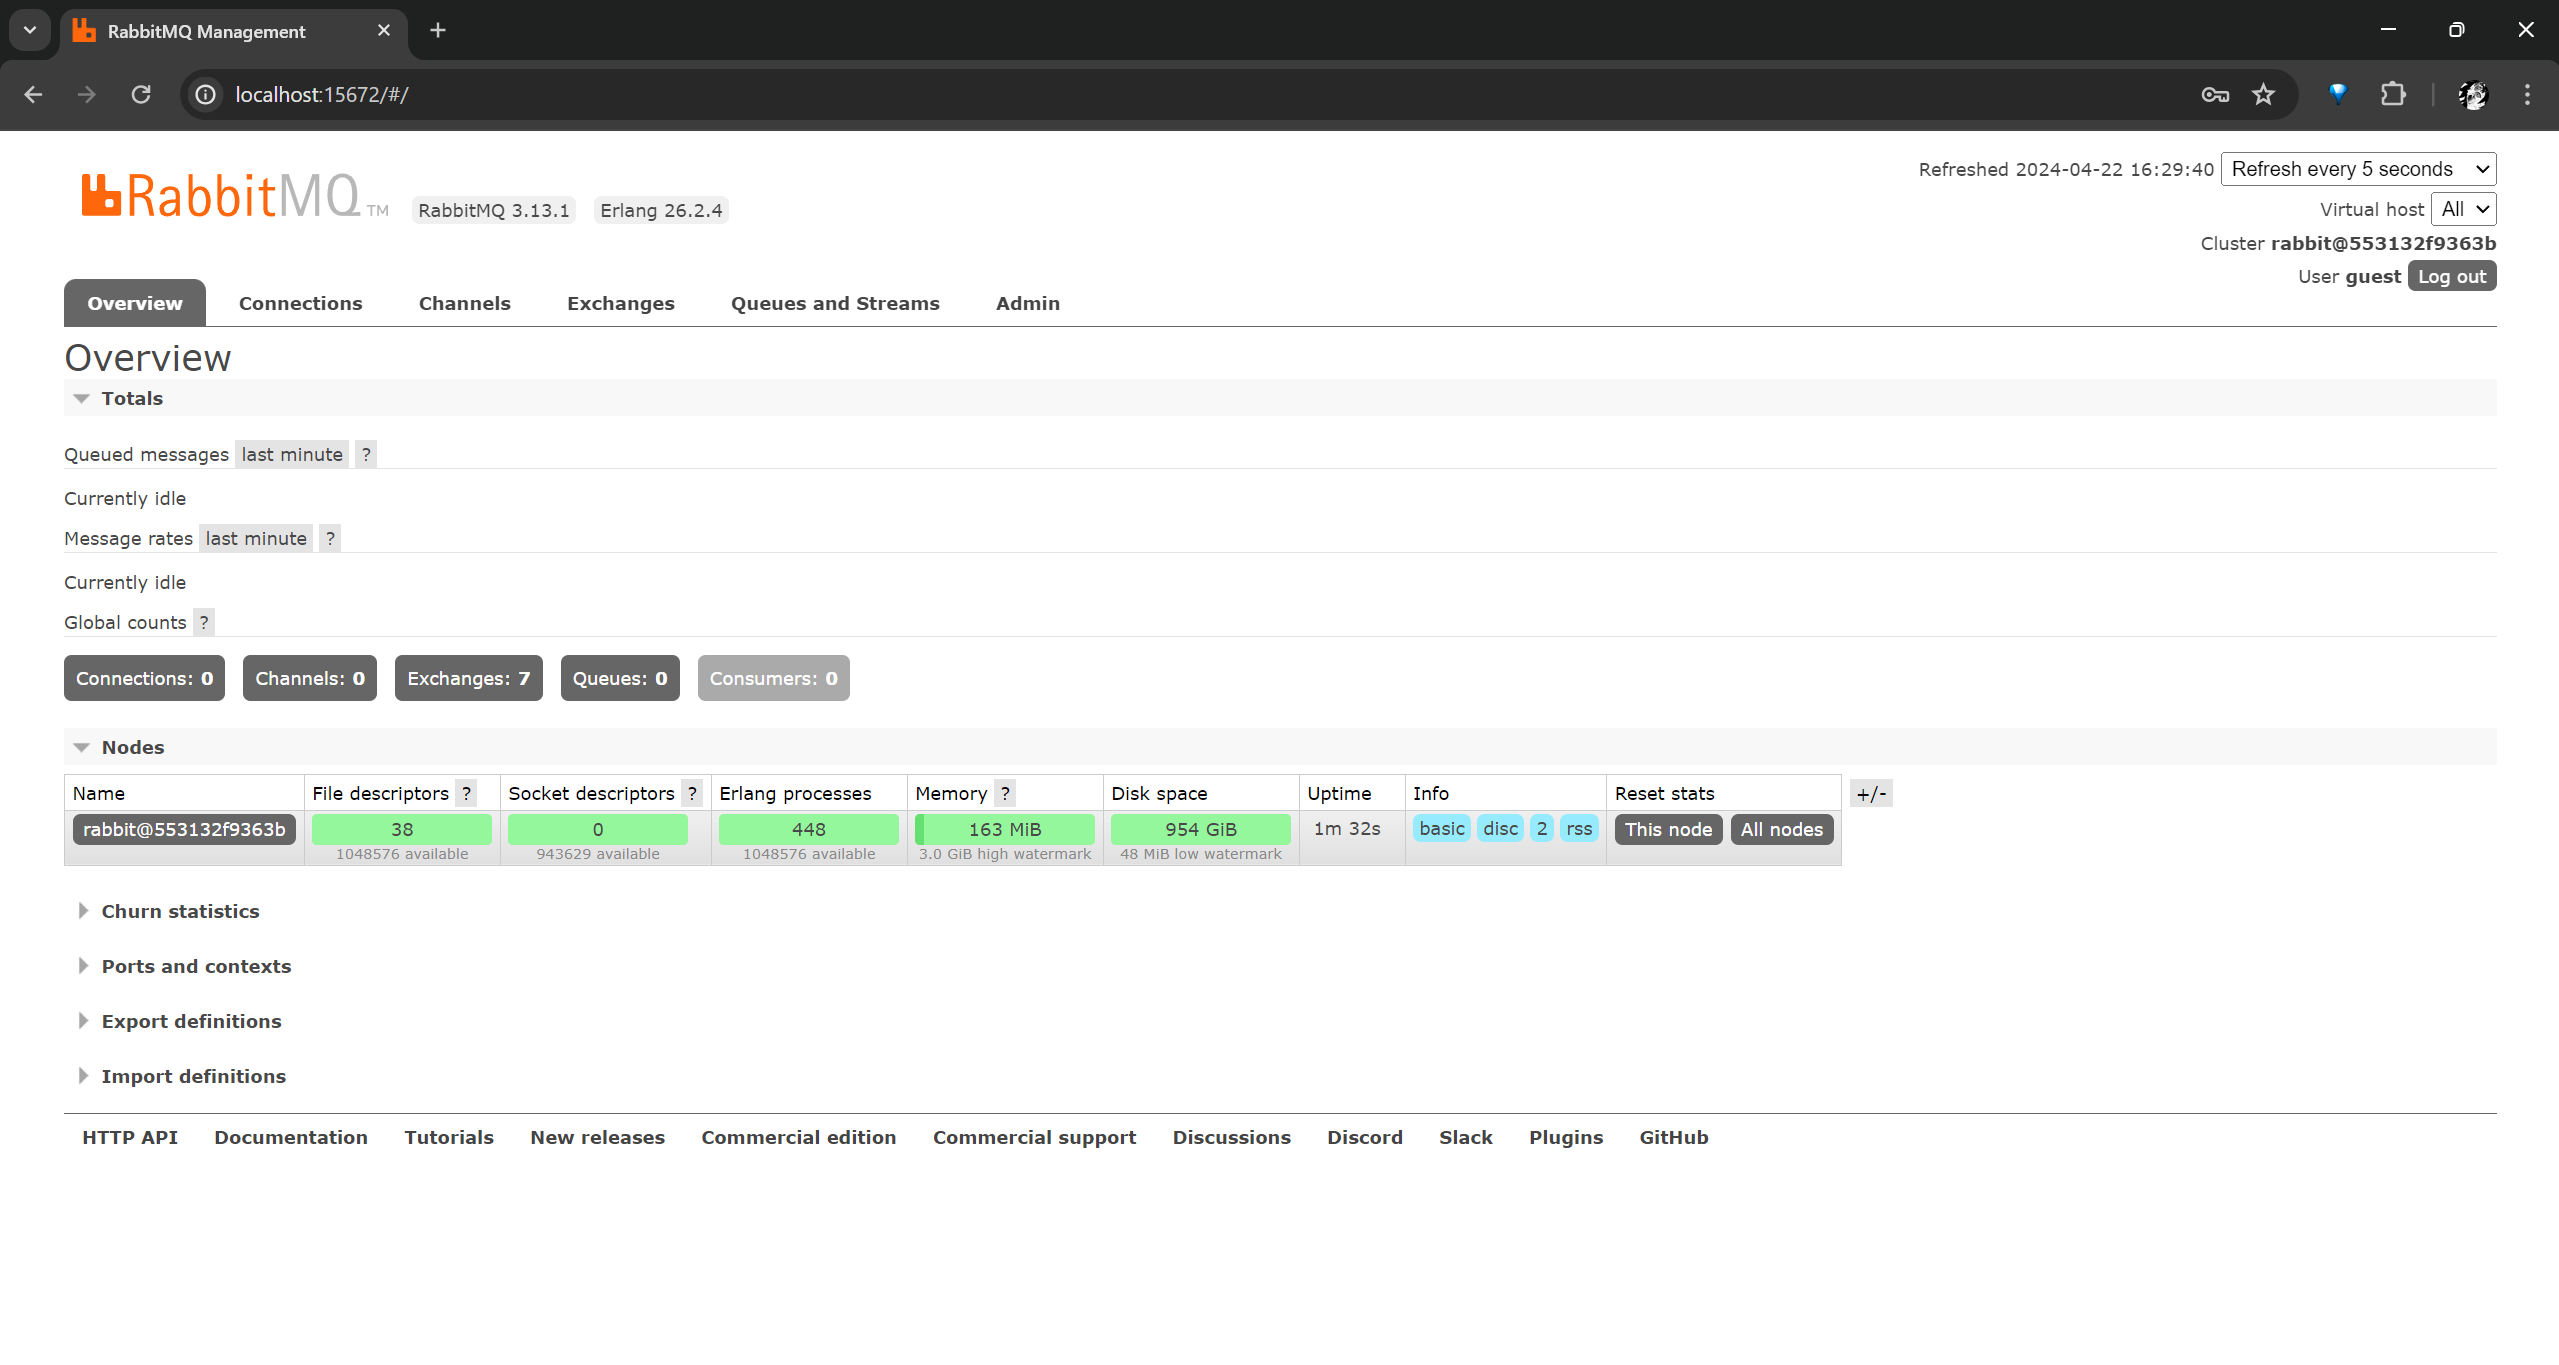 RabbitMQ Management
localhost:15672/#/
RabbitMQ TM RabbitMQ 3.13.1 Erlang 26.2.4
Refreshed 2024-04-22 16:29:40 Refresh every 5 seconds
Virtual host All
Cluster rabbit@553132f9363b
User guest Log out
Overview Connections Channels Exchanges Queues and Streams Admin
Overview
Totals
Queued messages last minute ?
Currently idle
Message rates last minute ?
Currently idle
Global counts ?
Connections: 0 Channels: 0 Exchanges: 7 Queues: 0 Consumers: 0
Nodes
Name File descriptors ? Socket descriptors ? Erlang processes Memory ? Disk space Uptime Info Reset stats +/-
rabbit@553132f9363b 38 0 448 163 MiB 954 GiB 1m 32s basic disc 2 rss This node All nodes
1048576 available 943629 available 1048576 available 3.0 GiB high watermark 48 MiB low watermark
Churn statistics
Ports and contexts
Export definitions
Import definitions
HTTP API Documentation Tutorials New releases Commercial edition Commercial support Discussions Discord Slack Plugins GitHub